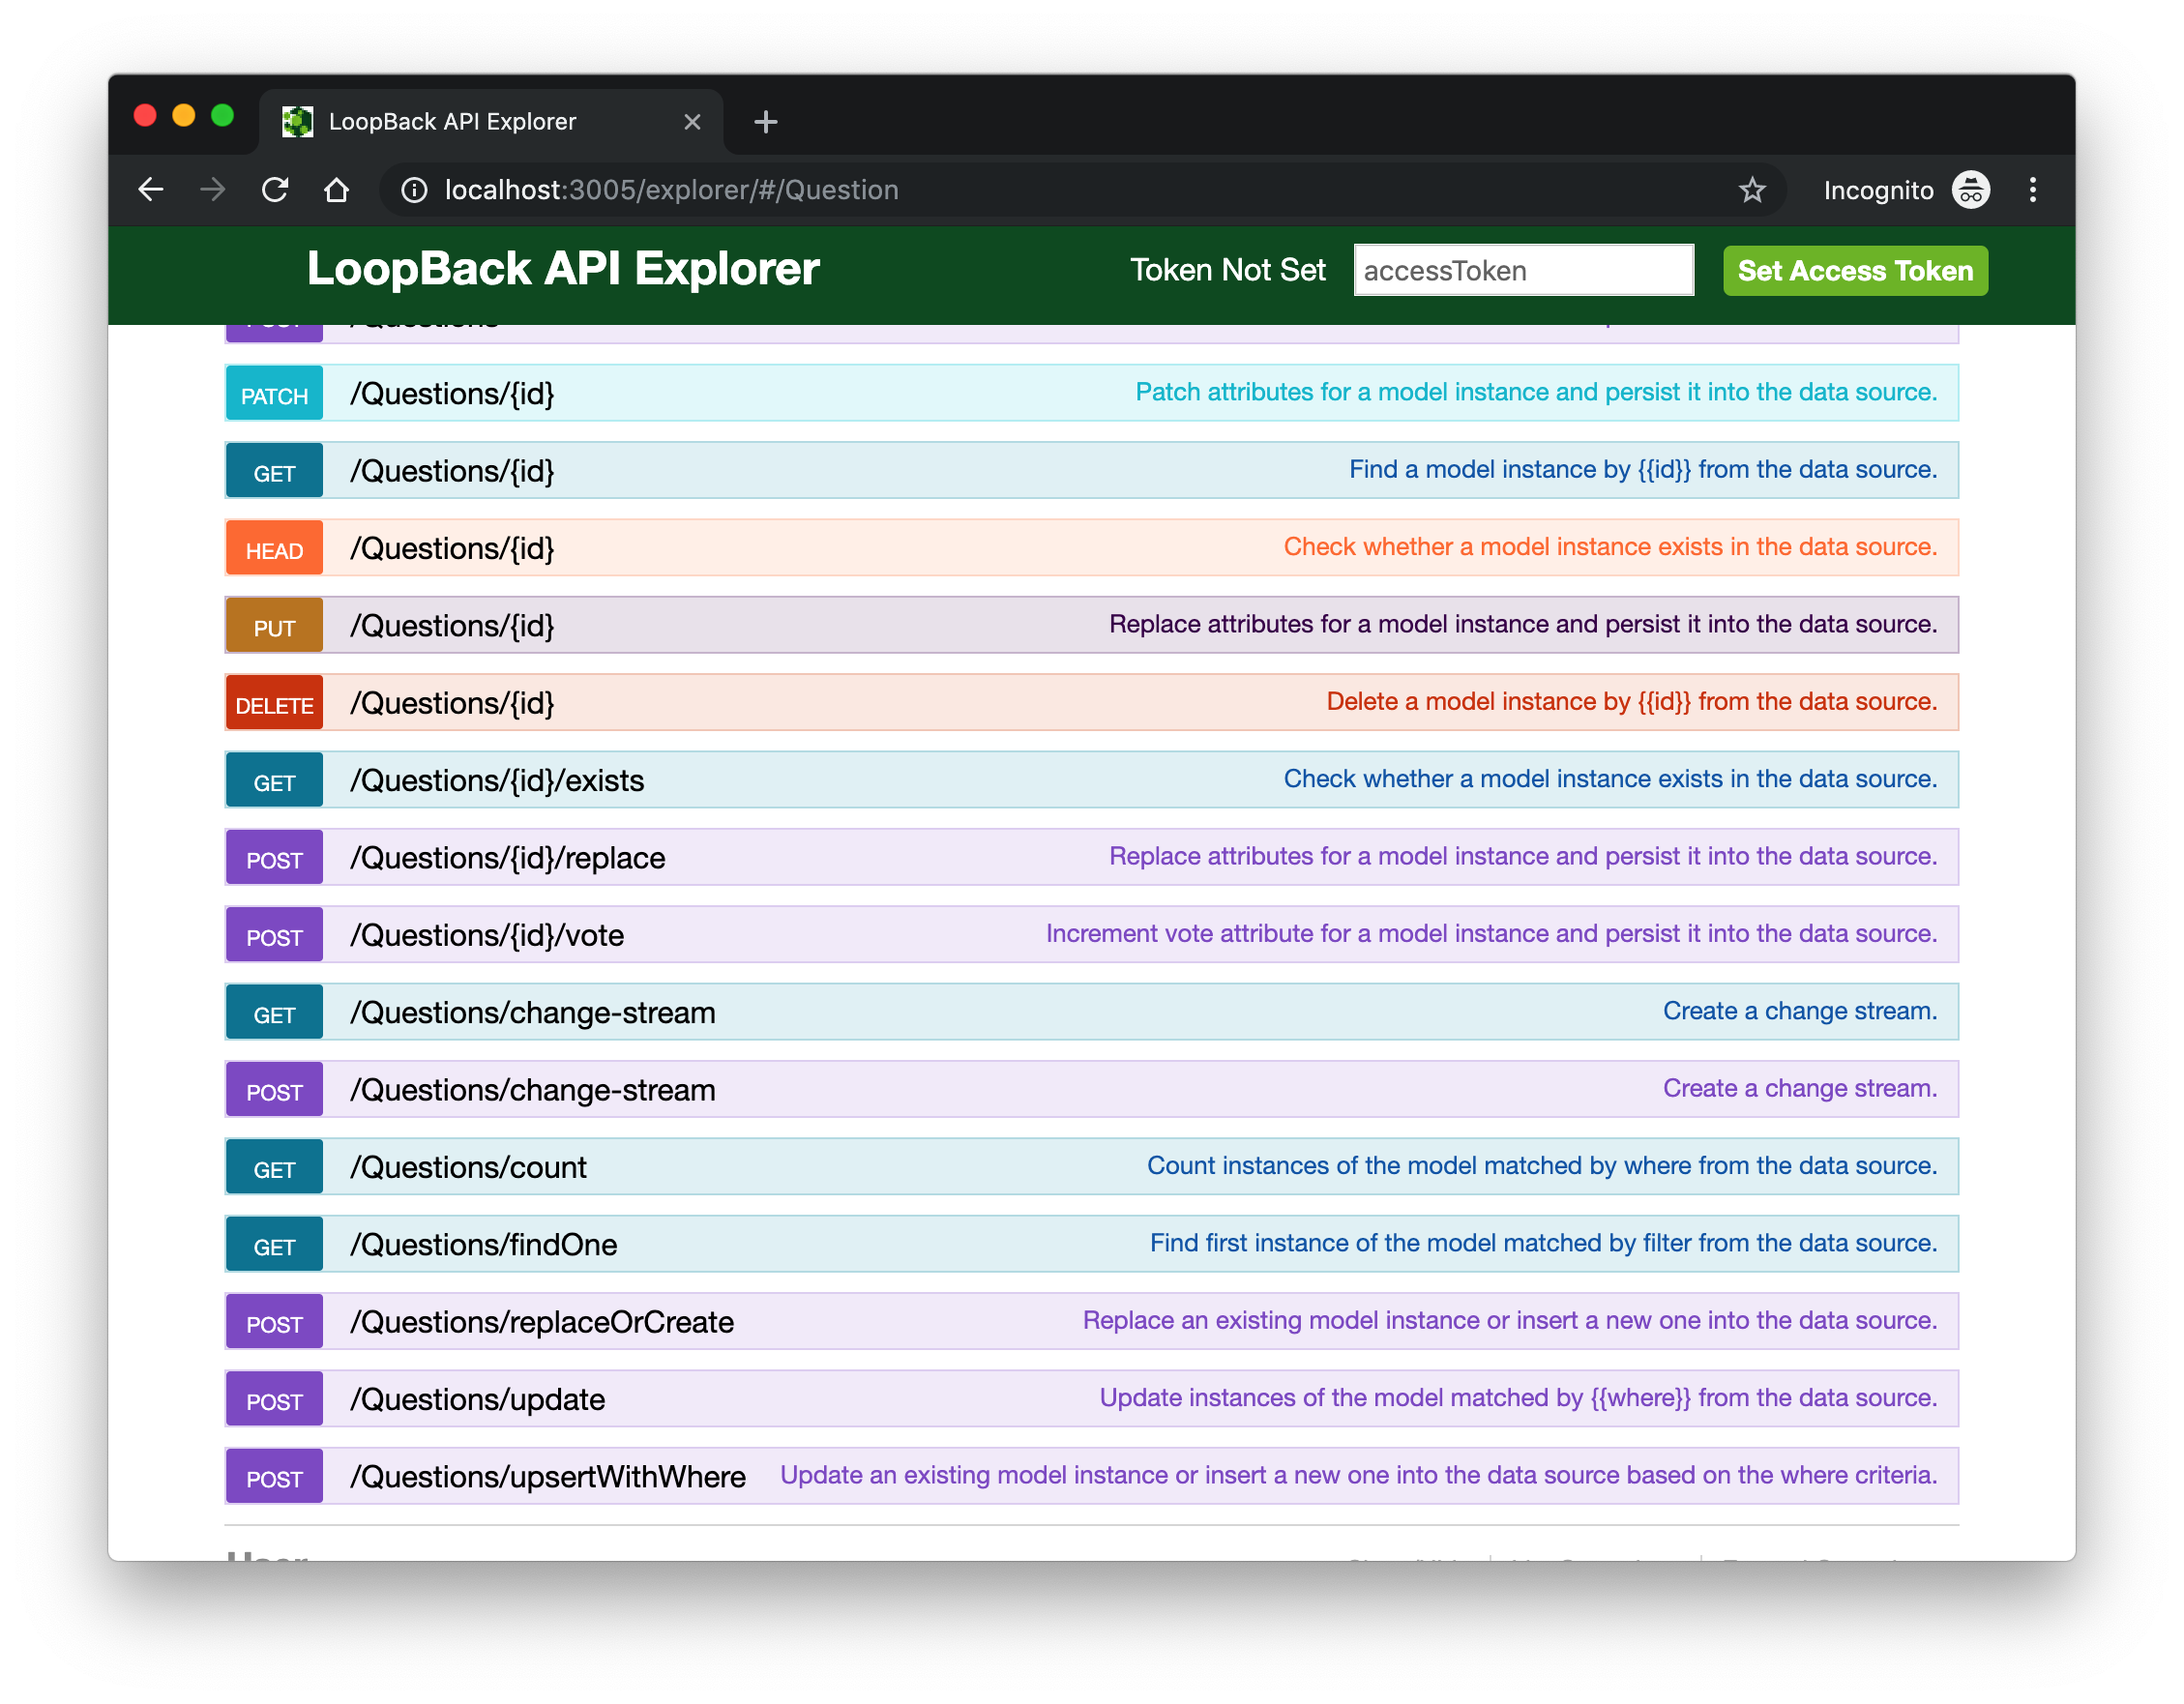 LoopBack API Explorer
localhost:3005/explorer/#/Question
Incognito
LoopBack API Explorer
Token Not Set
accessToken
Set Access Token
POST /Questions
PATCH /Questions/{id} Patch attributes for a model instance and persist it into the data source.
GET /Questions/{id} Find a model instance by {{id}} from the data source.
HEAD /Questions/{id} Check whether a model instance exists in the data source.
PUT /Questions/{id} Replace attributes for a model instance and persist it into the data source.
DELETE /Questions/{id} Delete a model instance by {{id}} from the data source.
GET /Questions/{id}/exists Check whether a model instance exists in the data source.
POST /Questions/{id}/replace Replace attributes for a model instance and persist it into the data source.
POST /Questions/{id}/vote Increment vote attribute for a model instance and persist it into the data source.
GET /Questions/change-stream Create a change stream.
POST /Questions/change-stream Create a change stream.
GET /Questions/count Count instances of the model matched by where from the data source.
GET /Questions/findOne Find first instance of the model matched by filter from the data source.
POST /Questions/replaceOrCreate Replace an existing model instance or insert a new one into the data source.
POST /Questions/update Update instances of the model matched by {{where}} from the data source.
POST /Questions/upsertWithWhere Update an existing model instance or insert a new one into the data source based on the where criteria.
User